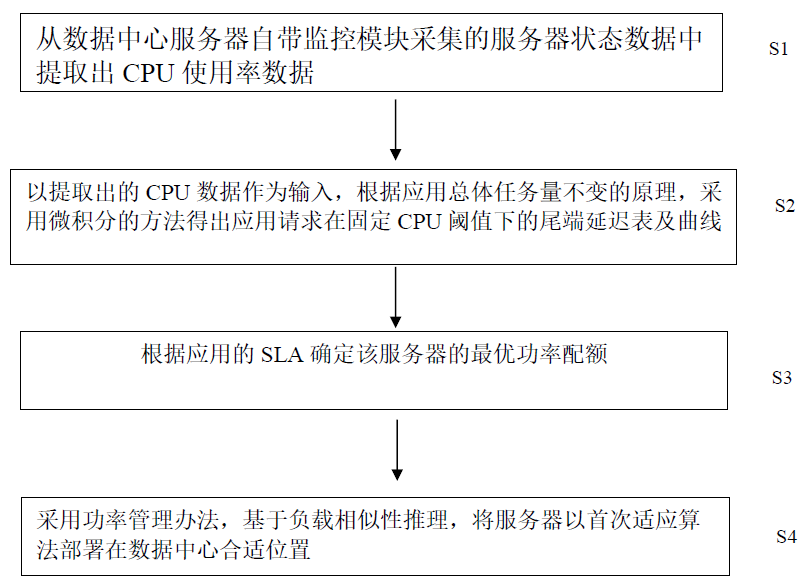 从数据中心服务器自带监控模块采集的服务器状态数据中
提取出 CPU 使用率数据
S1
以提取出的 CPU 数据作为输入，根据应用总体任务量不变的原理，采
用微积分的方法得出应用请求在固定 CPU 阈值下的尾端延迟表及曲线
S2
根据应用的 SLA 确定该服务器的最优功率配额
S3
采用功率管理办法，基于负载相似性推理，将服务器以首次适应算
法部署在数据中心合适位置
S4